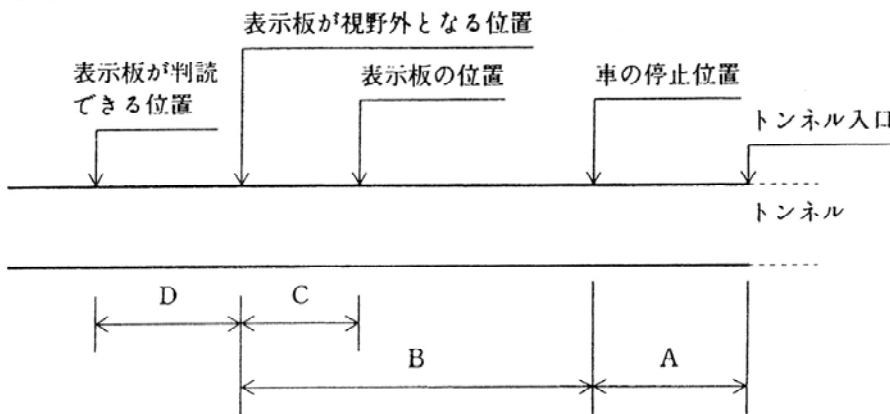 表示板が視野外となる位置
表示板が判読
できる位置
表示板の位置
車の停止位置
トンネル入口
トンネル
D
C
B
A